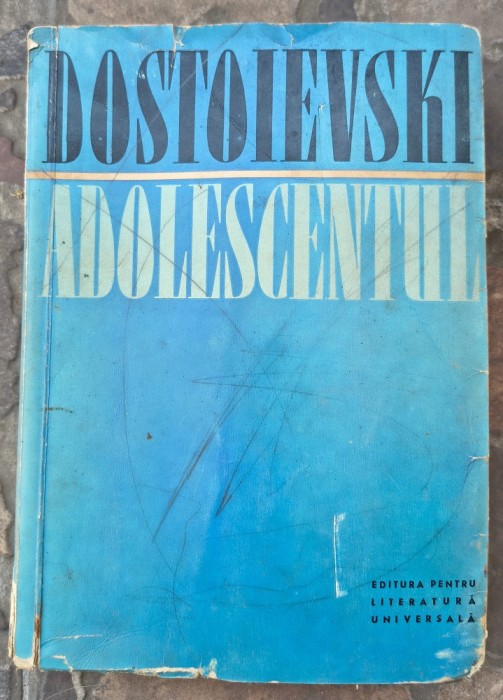 DOSTOIEVSKI
ADOLESCENTUL
EDITURA PENTRU
LITERATURĂ
UNIVERSALĂ